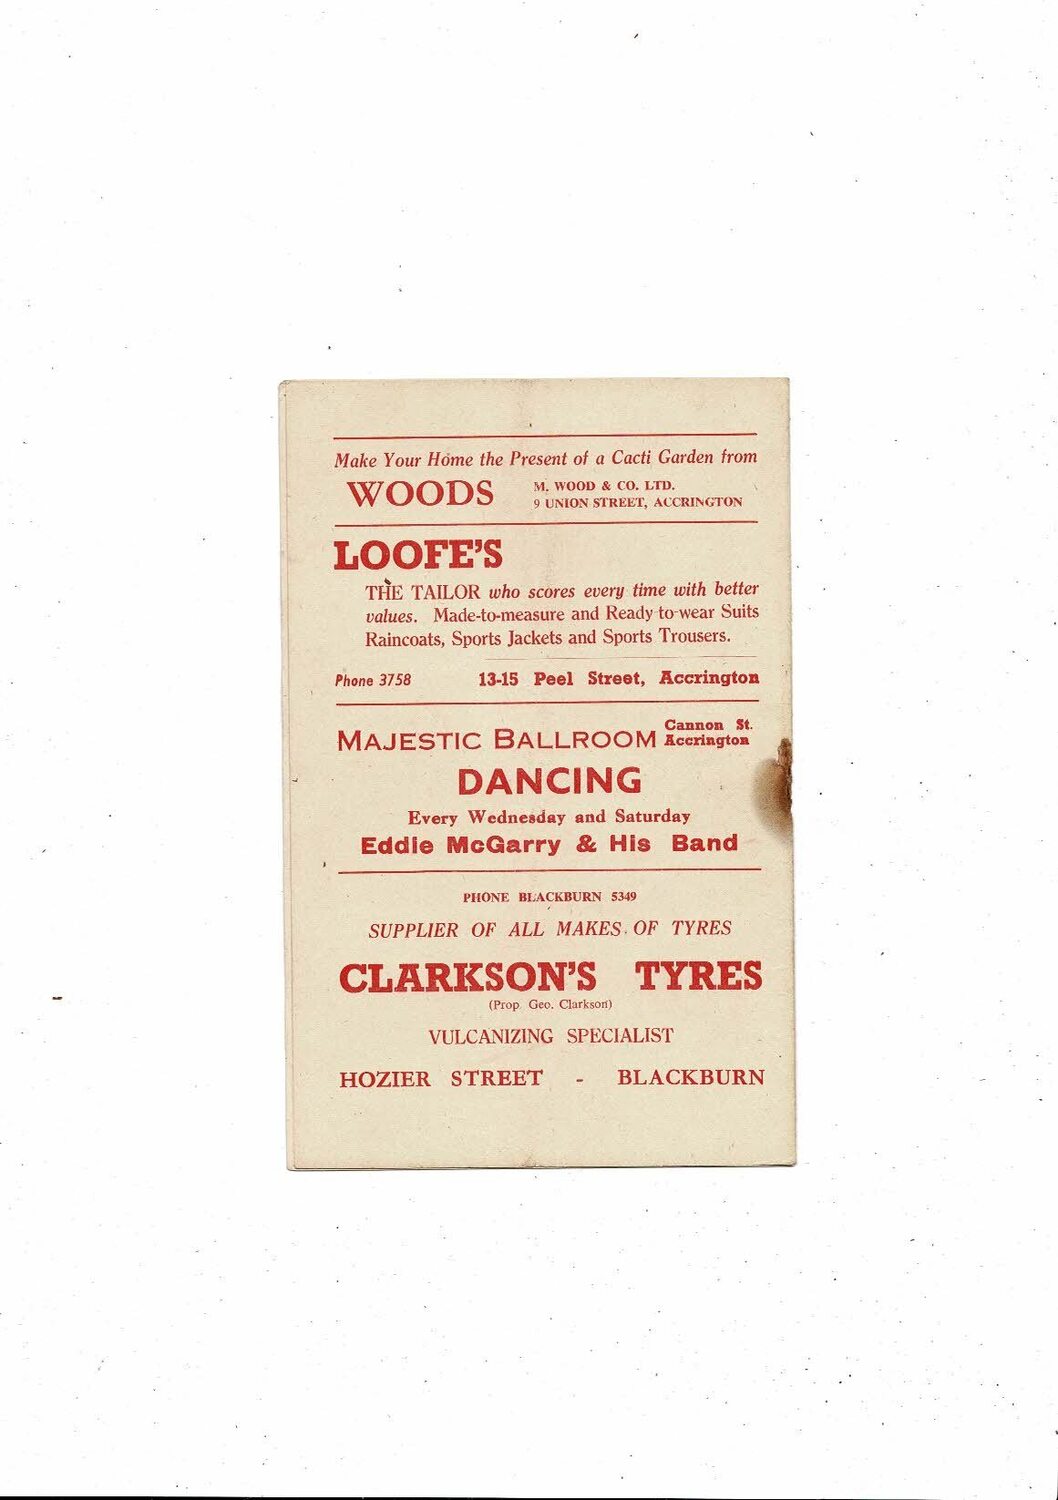 Make Your Home the Present of a Cacti Garden from
WOODS
M. WOOD & CO. LTD.
9 UNION STREET, ACCRINGTON
LOOFE'S
THE TAILOR who scores every time with better
values. Made-to-measure and Ready-to-wear Suits
Raincoats, Sports Jackets and Sports Trousers.
Phone 3758 13-15 Peel Street, Accrington
MAJESTIC BALLROOM
Cannon St.
Accrington
DANCING
Every Wednesday and Saturday
Eddie McGarry & His Band
PHONE BLACKBURN 5349
SUPPLIER OF ALL MAKES OF TYRES
CLARKSON'S TYRES
(Prop. Geo. Clarkson)
VULCANIZING SPECIALIST
HOZIER STREET - BLACKBURN